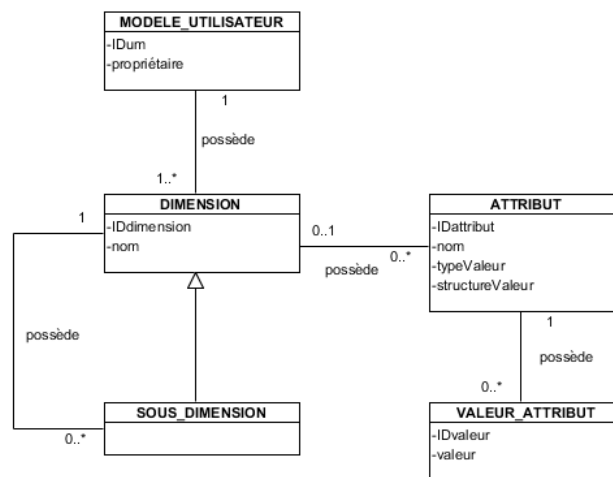 MODELE_UTILISATEUR
-IDum
-propriétaire
1
possède
1..*
DIMENSION
-IDdimension
-nom
1
possède
0..*
SOUS_DIMENSION
0..1
possède
0..*
ATTRIBUT
-IDattribut
-nom
-typeValeur
-structureValeur
1
possède
0..*
VALEUR_ATTRIBUT
-IDvaleur
-valeur